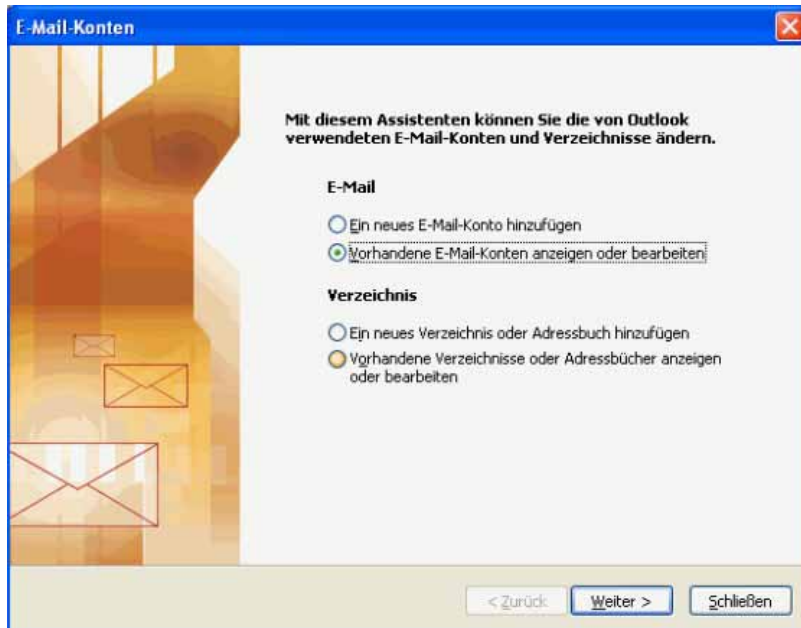 E-Mail-Konten
Mit diesem Assistenten können Sie die von Outlook
verwendeten E-Mail-Konten und Verzeichnisse ändern.
E-Mail
Ein neues E-Mail-Konto hinzufügen
Vorhandene E-Mail-Konten anzeigen oder bearbeiten
Verzeichnis
Ein neues Verzeichnis oder Adressbuch hinzufügen
Vorhandene Verzeichnisse oder Adressbücher anzeigen
oder bearbeiten
< Zurück Weiter > Schließen